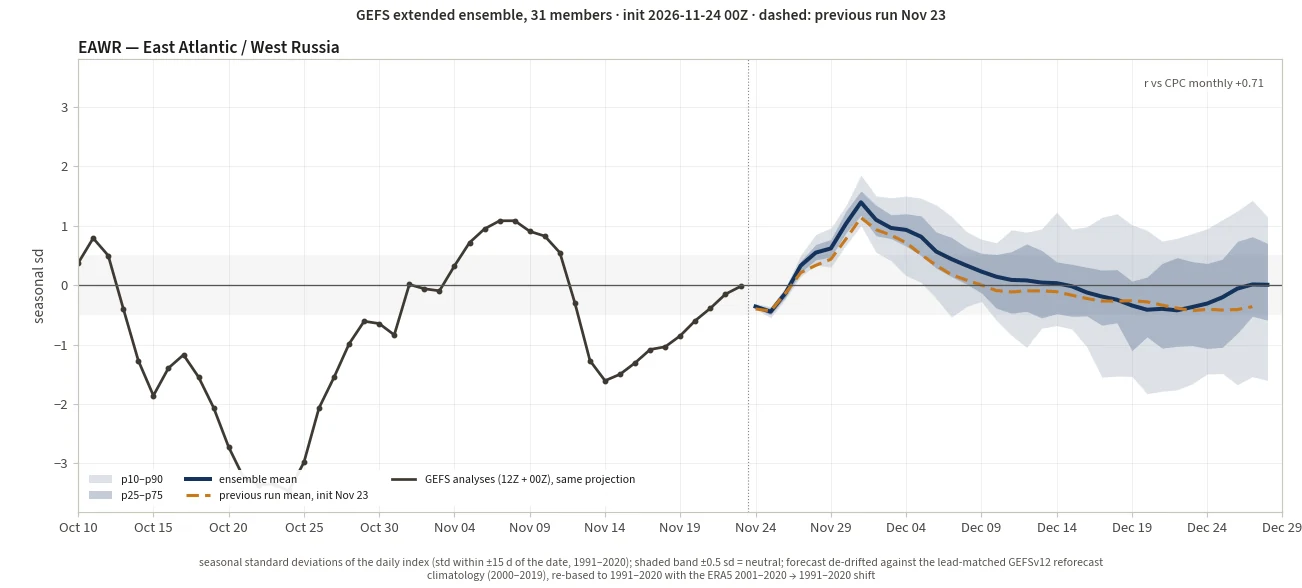 GEFS extended ensemble, 31 members · init 2026-11-24 00Z · dashed: previous run Nov 23
EAWR — East Atlantic / West Russia
r vs CPC monthly +0.71
seasonal sd
3
2
1
0
−1
−2
−3
p10–p90
ensemble mean
GEFS analyses (12Z + 00Z), same projection
p25–p75
previous run mean, init Nov 23
Oct 10
Oct 15
Oct 20
Oct 25
Oct 30
Nov 04
Nov 09
Nov 14
Nov 19
Nov 24
Nov 29
Dec 04
Dec 09
Dec 14
Dec 19
Dec 24
Dec 29
seasonal standard deviations of the daily index (std within ±15 d of the date, 1991–2020); shaded band ±0.5 sd = neutral; forecast de-drifted against the lead-matched GEFSv12 reforecast
climatology (2000–2019), re-based to 1991–2020 with the ERA5 2001–2020 → 1991–2020 shift